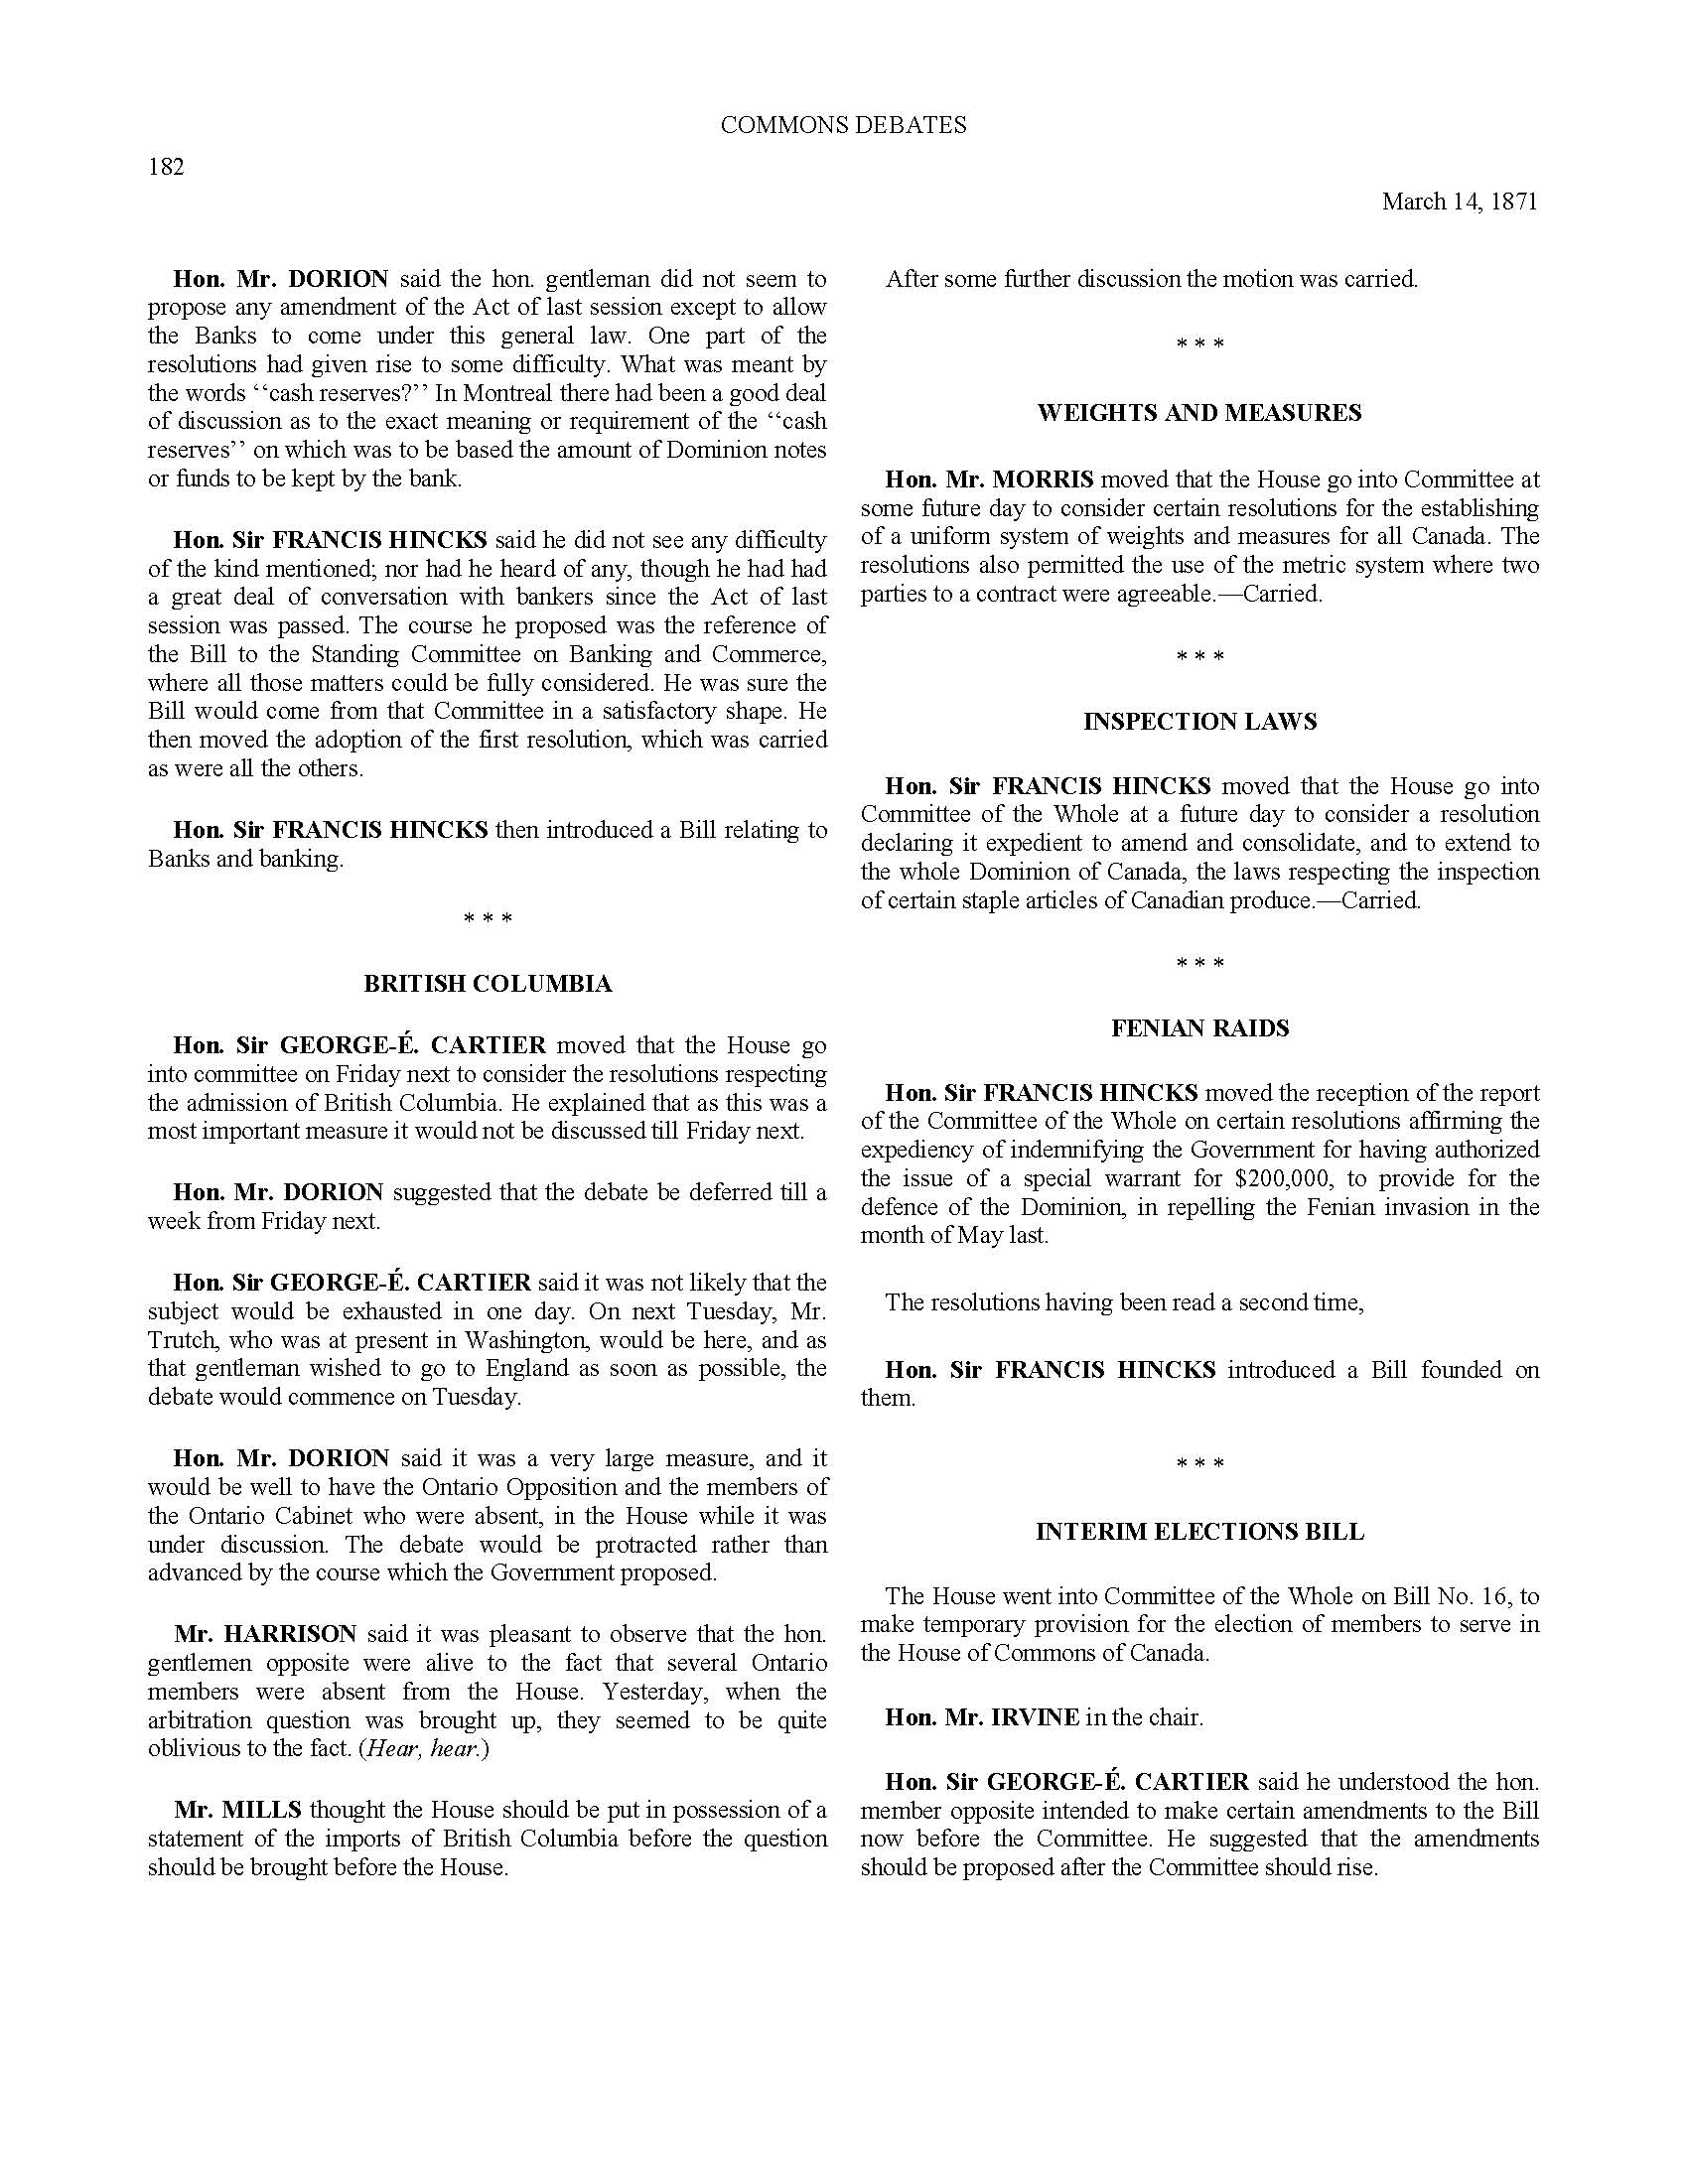 COMMONS DEBATES
182
March 14, 1871
Hon. Mr. DORION said the hon. gentleman did not seem to
propose any amendment of the Act of last session except to allow
the Banks to come under this general law. One part of the
resolutions had given rise to some difficulty. What was meant by
the words ‘‘cash reserves?’’ In Montreal there had been a good deal
of discussion as to the exact meaning or requirement of the ‘‘cash
reserves’’ on which was to be based the amount of Dominion notes
or funds to be kept by the bank.
Hon. Sir FRANCIS HINCKS said he did not see any difficulty
of the kind mentioned; nor had he heard of any, though he had had
a great deal of conversation with bankers since the Act of last
session was passed. The course he proposed was the reference of
the Bill to the Standing Committee on Banking and Commerce,
where all those matters could be fully considered. He was sure the
Bill would come from that Committee in a satisfactory shape. He
then moved the adoption of the first resolution, which was carried
as were all the others.
Hon. Sir FRANCIS HINCKS then introduced a Bill relating to
Banks and banking.
* * *
BRITISH COLUMBIA
Hon. Sir GEORGE-É. CARTIER moved that the House go
into committee on Friday next to consider the resolutions respecting
the admission of British Columbia. He explained that as this was a
most important measure it would not be discussed till Friday next.
Hon. Mr. DORION suggested that the debate be deferred till a
week from Friday next.
Hon. Sir GEORGE-É. CARTIER said it was not likely that the
subject would be exhausted in one day. On next Tuesday, Mr.
Trutch, who was at present in Washington, would be here, and as
that gentleman wished to go to England as soon as possible, the
debate would commence on Tuesday.
Hon. Mr. DORION said it was a very large measure, and it
would be well to have the Ontario Opposition and the members of
the Ontario Cabinet who were absent, in the House while it was
under discussion. The debate would be protracted rather than
advanced by the course which the Government proposed.
Mr. HARRISON said it was pleasant to observe that the hon.
gentlemen opposite were alive to the fact that several Ontario
members were absent from the House. Yesterday, when the
arbitration question was brought up, they seemed to be quite
oblivious to the fact. (Hear, hear.)
Mr. MILLS thought the House should be put in possession of a
statement of the imports of British Columbia before the question
should be brought before the House.
After some further discussion the motion was carried.
* * *
WEIGHTS AND MEASURES
Hon. Mr. MORRIS moved that the House go into Committee at
some future day to consider certain resolutions for the establishing
of a uniform system of weights and measures for all Canada. The
resolutions also permitted the use of the metric system where two
parties to a contract were agreeable.—Carried.
* * *
INSPECTION LAWS
Hon. Sir FRANCIS HINCKS moved that the House go into
Committee of the Whole at a future day to consider a resolution
declaring it expedient to amend and consolidate, and to extend to
the whole Dominion of Canada, the laws respecting the inspection
of certain staple articles of Canadian produce.—Carried.
* * *
FENIAN RAIDS
Hon. Sir FRANCIS HINCKS moved the reception of the report
of the Committee of the Whole on certain resolutions affirming the
expediency of indemnifying the Government for having authorized
the issue of a special warrant for $200,000, to provide for the
defence of the Dominion, in repelling the Fenian invasion in the
month of May last.
The resolutions having been read a second time,
Hon. Sir FRANCIS HINCKS introduced a Bill founded on
them.
* * *
INTERIM ELECTIONS BILL
The House went into Committee of the Whole on Bill No. 16, to
make temporary provision for the election of members to serve in
the House of Commons of Canada.
Hon. Mr. IRVINE in the chair.
Hon. Sir GEORGE-É. CARTIER said he understood the hon.
member opposite intended to make certain amendments to the Bill
now before the Committee. He suggested that the amendments
should be proposed after the Committee should rise.